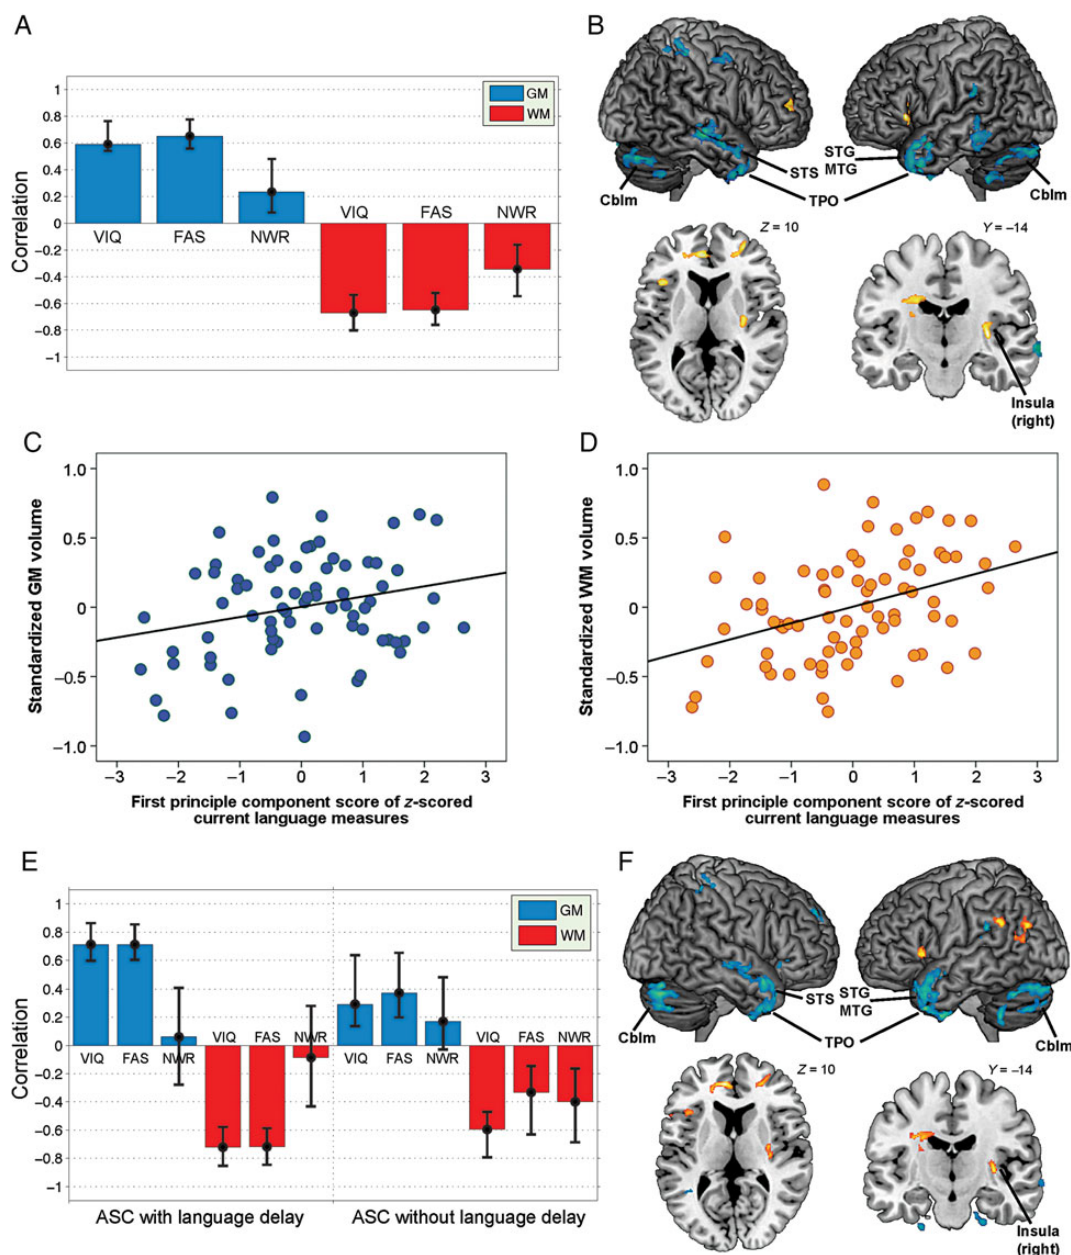 A
Correlation
1
0.8
0.6
0.4
0.2
0
−0.2
−0.4
−0.6
−0.8
−1
GM
WM
VIQ
FAS
NWR
VIQ
FAS
NWR
B
Cblm
STS
STG
MTG
TPO
Cblm
Z = 10
Y = −14
Insula
(right)
C
Standardized GM volume
1.0
0.5
0
−0.5
−1.0
−3 −2 −1 0 1 2 3
First principle component score of z-scored
current language measures
D
Standardized WM volume
1.0
0.5
0
−0.5
−1.0
−3 −2 −1 0 1 2 3
First principle component score of z-scored
current language measures
E
Correlation
1
0.8
0.6
0.4
0.2
0
−0.2
−0.4
−0.6
−0.8
−1
GM
WM
VIQ
FAS
NWR
VIQ
FAS
NWR
VIQ
FAS
NWR
VIQ
FAS
NWR
ASC with language delay
ASC without language delay
F
Cblm
STS
STG
MTG
TPO
Cblm
Z = 10
Y = −14
Insula
(right)